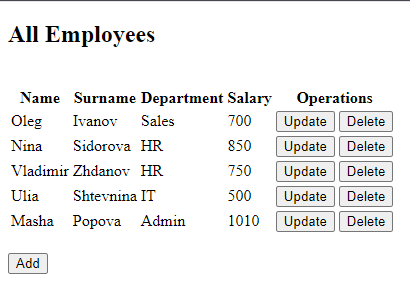 All Employees
Name Surname Department Salary Operations
Oleg Ivanov Sales 700 Update Delete
Nina Sidorova HR 850 Update Delete
Vladimir Zhdanov HR 750 Update Delete
Ulia Shtevnina IT 500 Update Delete
Masha Popova Admin 1010 Update Delete
Add